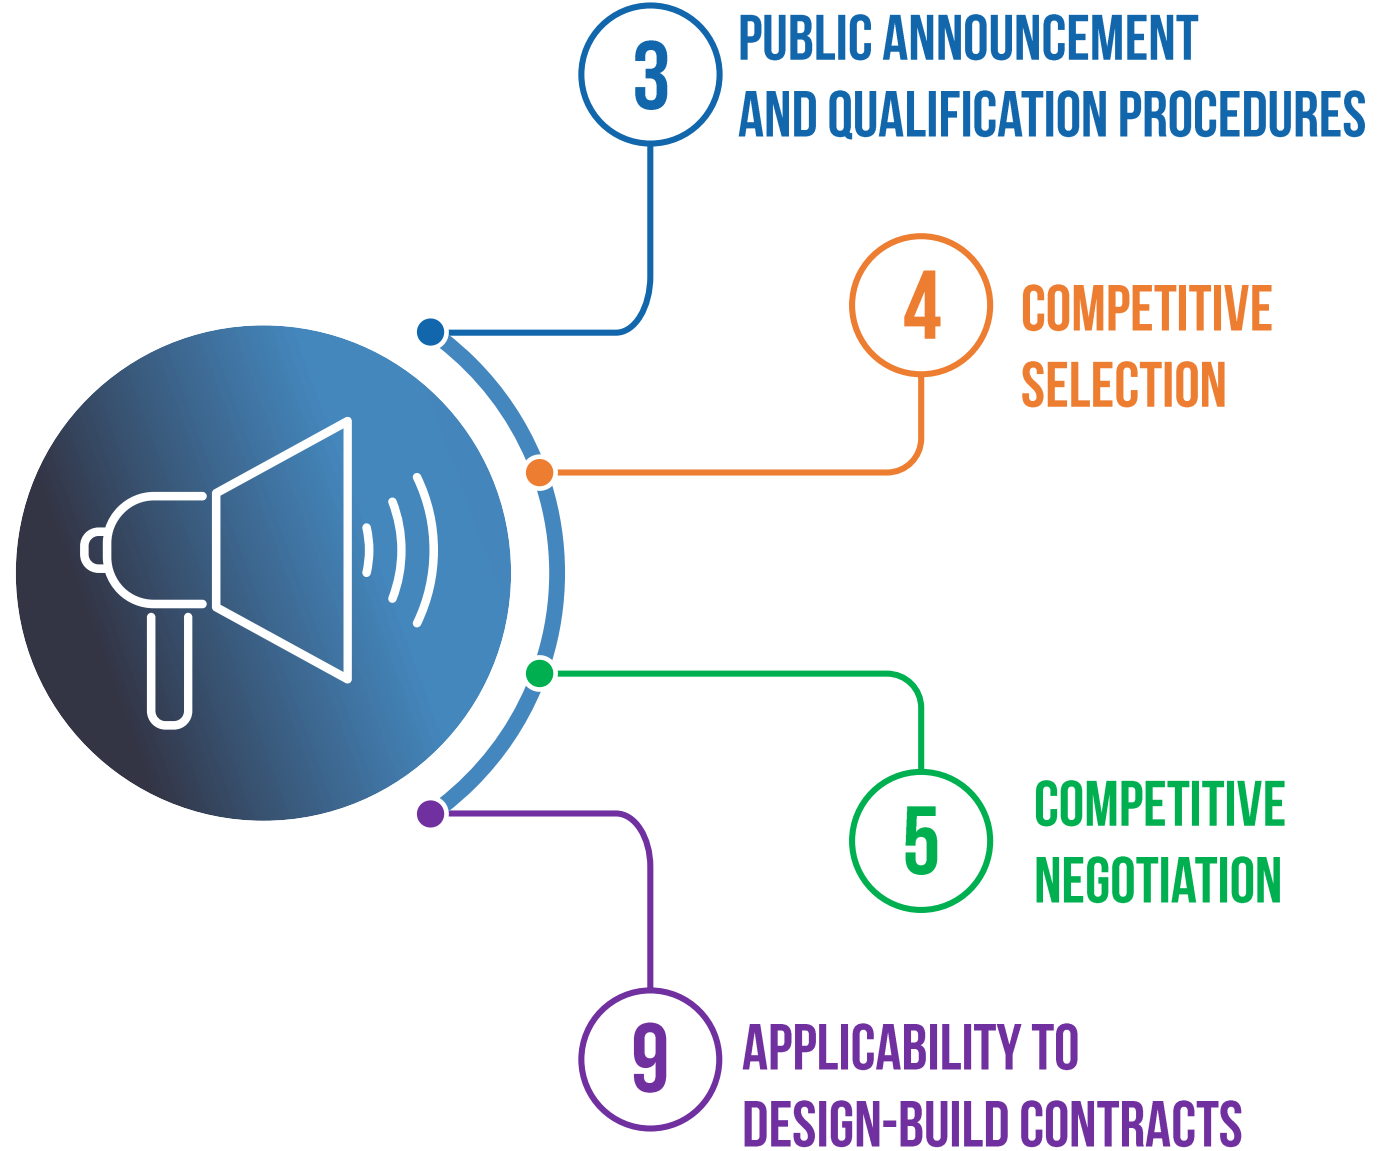 3
PUBLIC ANNOUNCEMENT
AND QUALIFICATION PROCEDURES
4
COMPETITIVE
SELECTION
5
COMPETITIVE
NEGOTIATION
9
APPLICABILITY TO
DESIGN-BUILD CONTRACTS